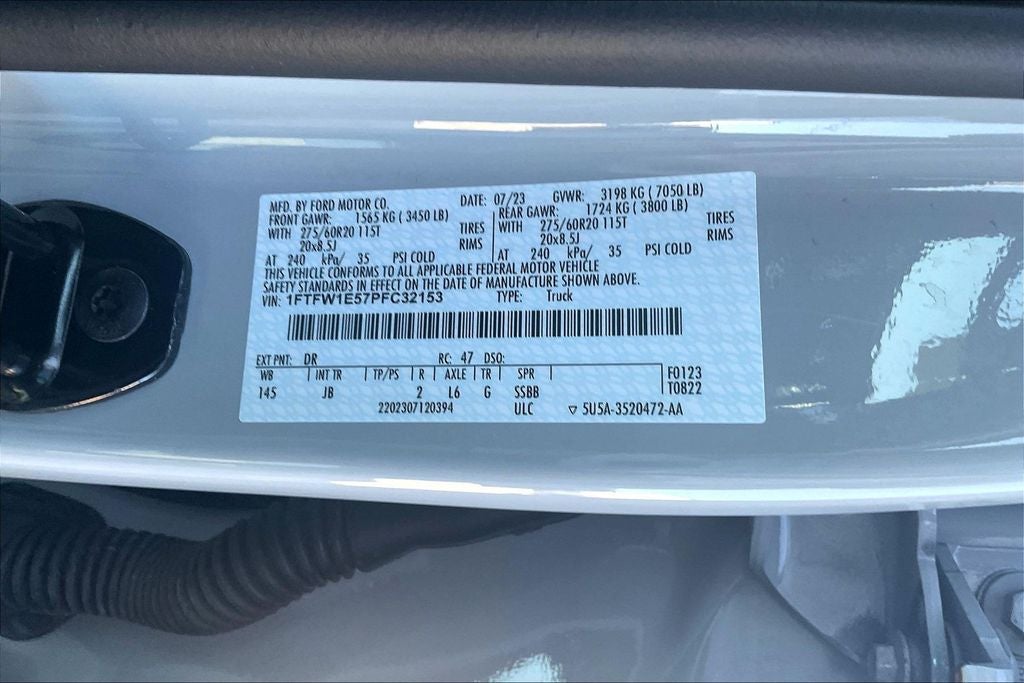 MFD. BY FORD MOTOR CO. DATE: 07/23 GVWR: 3198 KG ( 7050 LB)
FRONT GAWR: 1565 KG ( 3450 LB) REAR GAWR: 1724 KG ( 3800 LB)
WITH 275/60R20 115T TIRES WITH 275/60R20 115T TIRES
20x8.5J RIMS 20x8.5J RIMS
AT 240 kPa/ 35 PSI COLD AT 240 kPa/ 35 PSI COLD
THIS VEHICLE CONFORMS TO ALL APPLICABLE FEDERAL MOTOR VEHICLE
SAFETY STANDARDS IN EFFECT ON THE DATE OF MANUFACTURE SHOWN ABOVE.
VIN: 1FTFW1E57PFC32153 TYPE: Truck
EXT PNT: DR RC: 47 DSO:
WB INT TR TP/PS R AXLE TR SPR F0123
145 JB 2 L6 G SSBB T0822
2202307120394 ULC ▽ 5U5A-3520472-AA